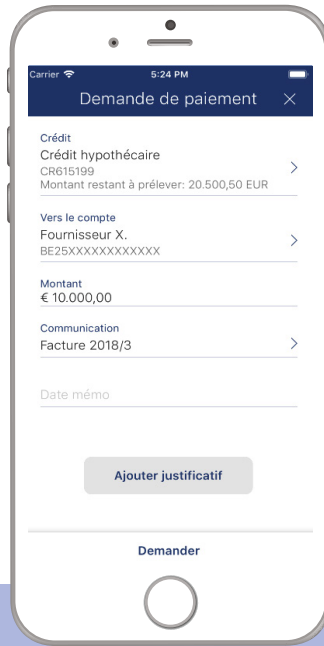 Carrier 5:24 PM
Demande de paiement
Crédit
Crédit hypothécaire
CR615199
Montant restant à prélever: 20.500,50 EUR
Vers le compte
Fournisseur X.
BE25XXXXXXXXXXXX
Montant
€ 10.000,00
Communication
Facture 2018/3
Date mémo
Ajouter justificatif
Demander